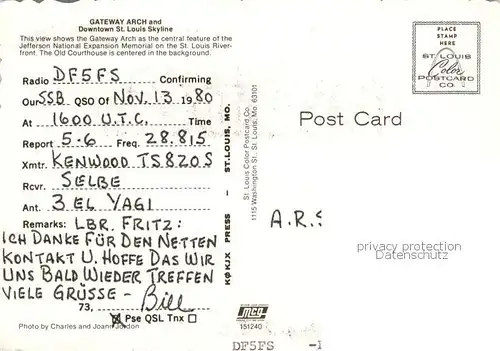 GATEWAY ARCH and
Downtown St. Louis Skyline
This view shows the Gateway Arch as the central feature of the
Jefferson National Expansion Memorial on the St. Louis River-
front. The Old Courthouse is centered in the background.
Radio DF5FS Confirming
Our SSB QSO Of NOV. 13 1980
At 1600 U.T.C. Time
Report 5-6 Freq. 28.815
Xmtr. KENWOOD TS820S
Rcvr. SELBE
Ant. 3 EL YAGI
Remarks: LBR. FRITZ:
ICH DANKE FÜR DEN NETTEN
KONTAKT U. HOFFE DAS WIR
UNS BALD WIEDER TREFFEN
VIELE GRÜSSE - Bill
73,
Pse QSL Tnx
Photo by Charles and Joann Jordon
KØKJX PRESS — ST. LOUIS, MO.
St. Louis Color Postcard Co.
1115 Washington St. St. Louis, Mo. 63101
MCG
151240
PLACE
STAMP
HERE
ST. LOUIS
Color
POSTCARD
CO.
Post Card
A.R.S
privacy protection
by Datenschutz
DF5FS -1